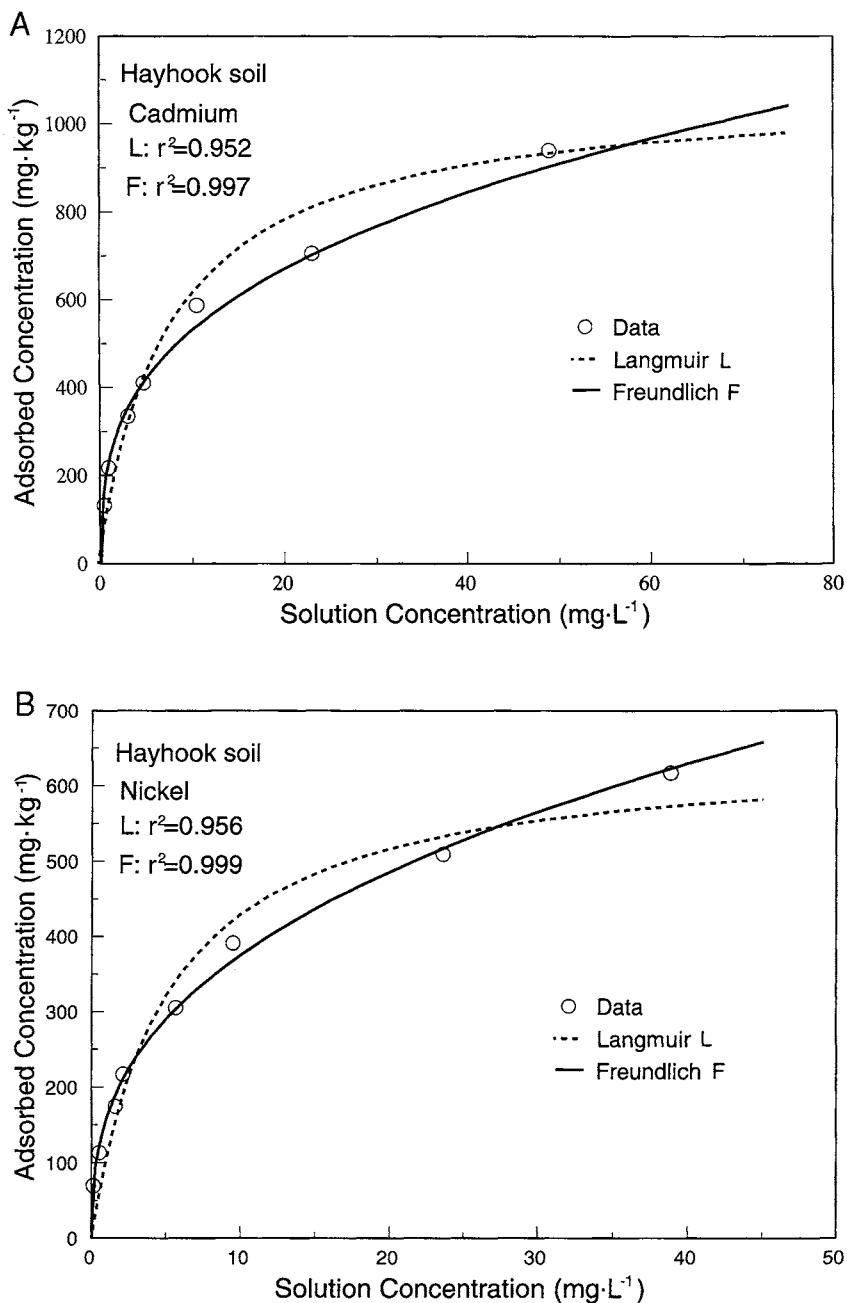 A
1200
1000
800
600
400
200
0
Adsorbed Concentration (mg·kg⁻¹)
Hayhook soil
Cadmium
L: r²=0.952
F: r²=0.997
Data
Langmuir L
Freundlich F
0 20 40 60 80
Solution Concentration (mg·L⁻¹)
B
700
600
500
400
300
200
100
0
Adsorbed Concentration (mg·kg⁻¹)
Hayhook soil
Nickel
L: r²=0.956
F: r²=0.999
Data
Langmuir L
Freundlich F
0 10 20 30 40 50
Solution Concentration (mg·L⁻¹)